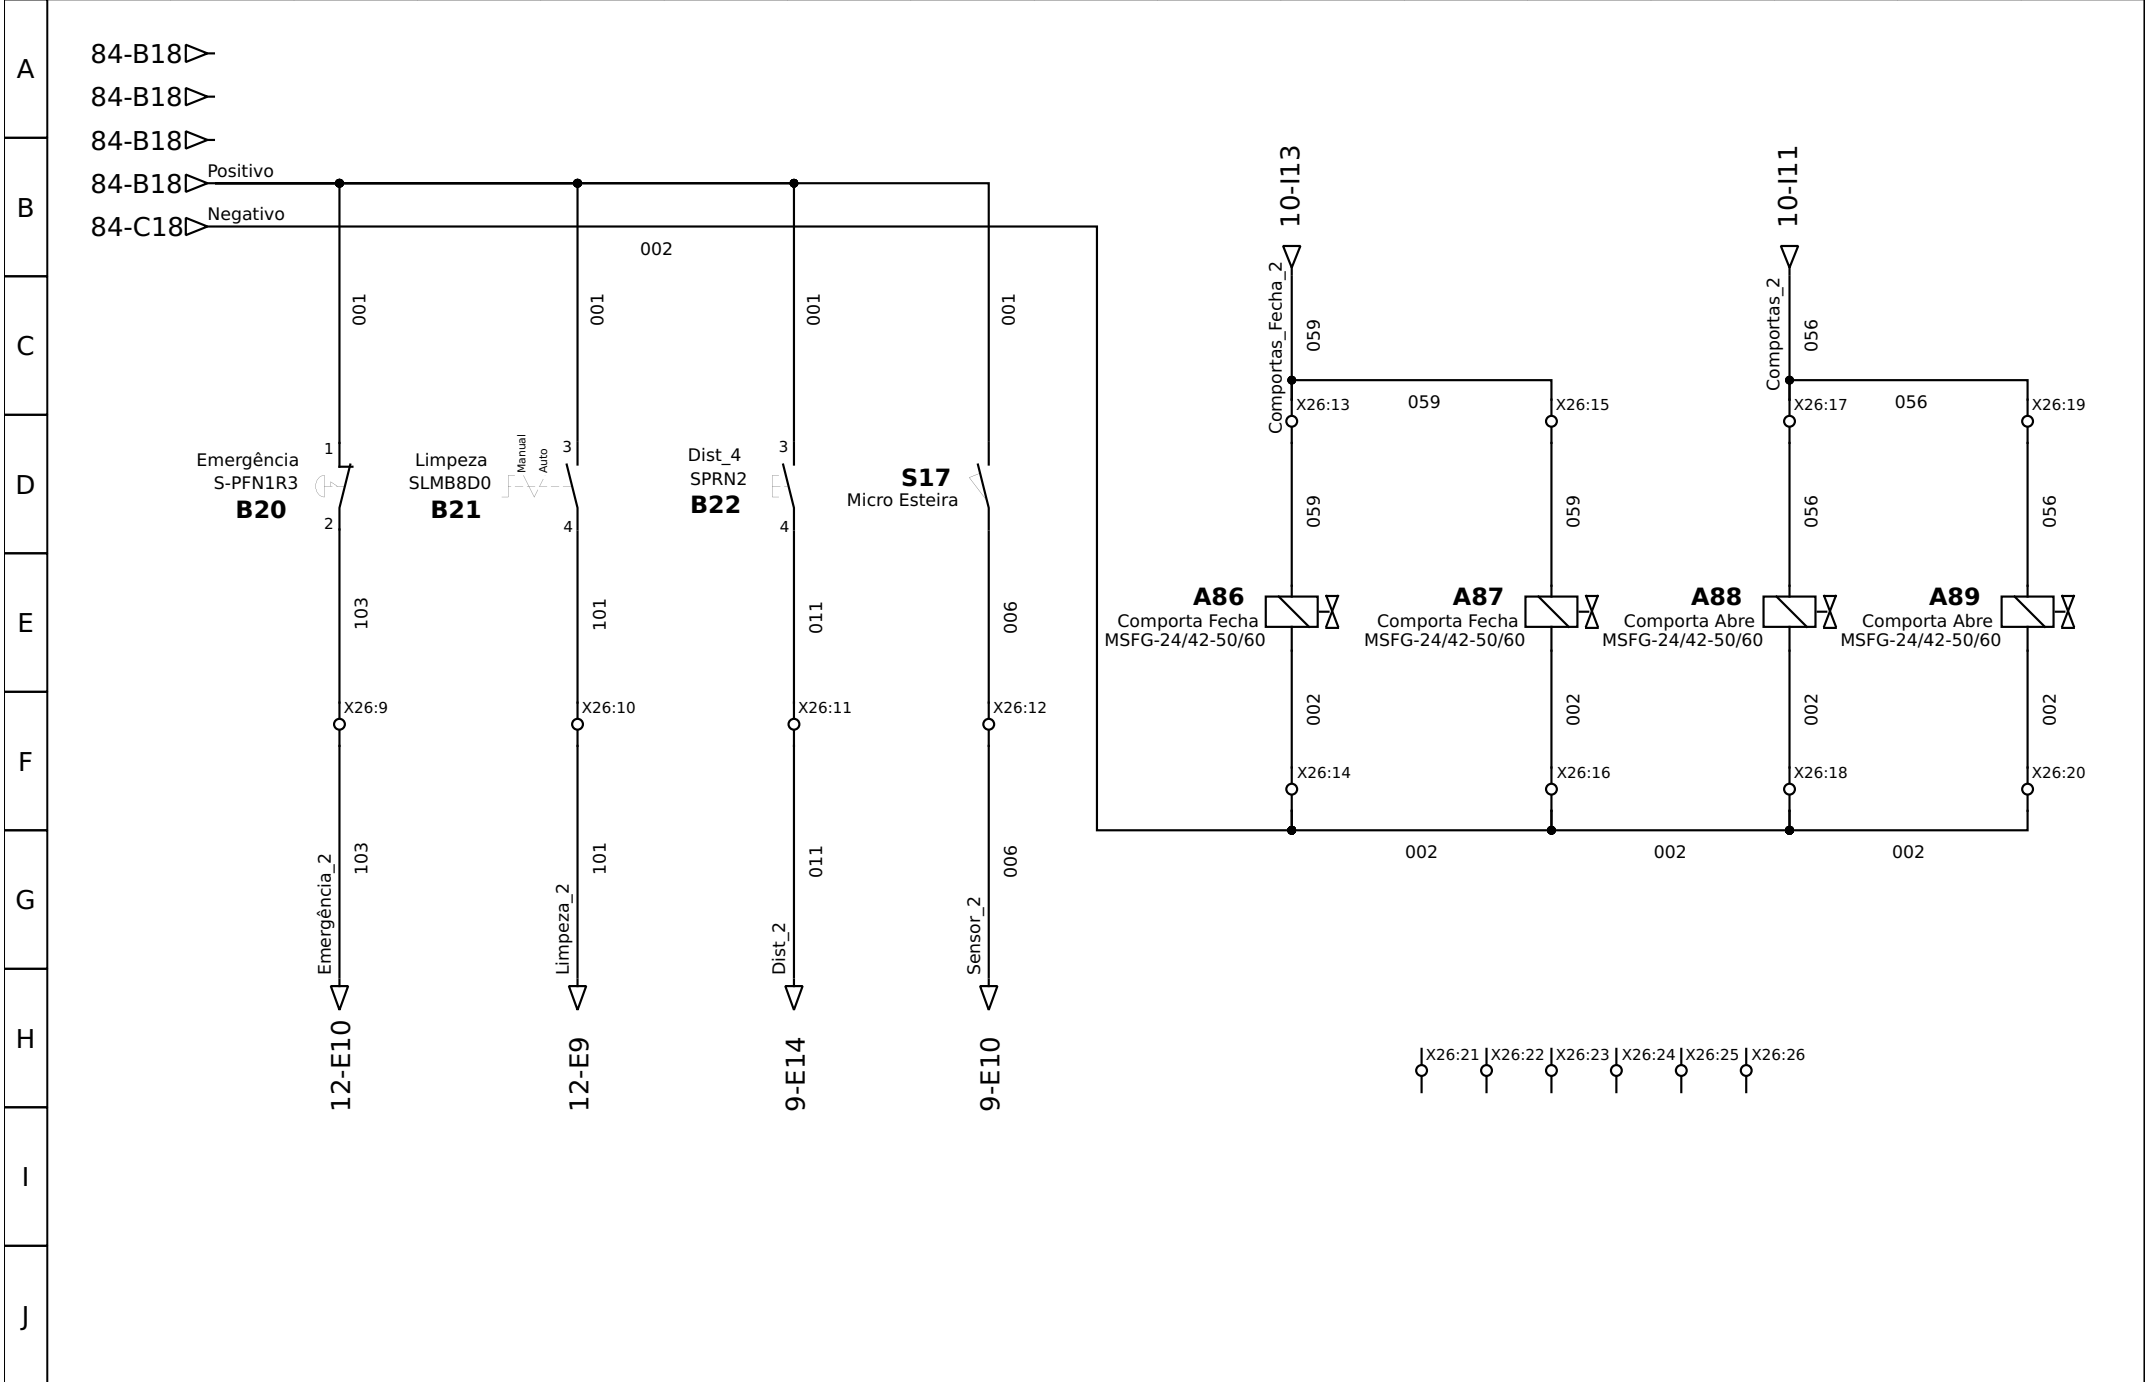 A
B
C
D
E
F
G
H
I
J
84-B18
84-B18
84-B18
84-B18
Positivo
84-C18
Negativo
002
001
001
001
001
1
Emergência
S-PFN1R3
B20
2
103
X26:9
103
Emergência_2
12-E10
Manual
Auto
3
Limpeza
SLMB8D0
B21
4
101
X26:10
101
Limpeza_2
12-E9
3
Dist_4
SPRN2
B22
4
011
X26:11
011
Dist_2
9-E14
S17
Micro Esteira
006
X26:12
006
Sensor_2
9-E10
10-I13
Comportas_Fecha_2
059
059
X26:13
X26:15
059
059
A86
Comporta Fecha
MSFG-24/42-50/60
A87
Comporta Fecha
MSFG-24/42-50/60
002
002
X26:14
X26:16
10-I11
Comportas_2
056
056
X26:17
X26:19
056
056
A88
Comporta Abre
MSFG-24/42-50/60
A89
Comporta Abre
MSFG-24/42-50/60
002
002
X26:18
X26:20
002
002
002
X26:21
X26:22
X26:23
X26:24
X26:25
X26:26